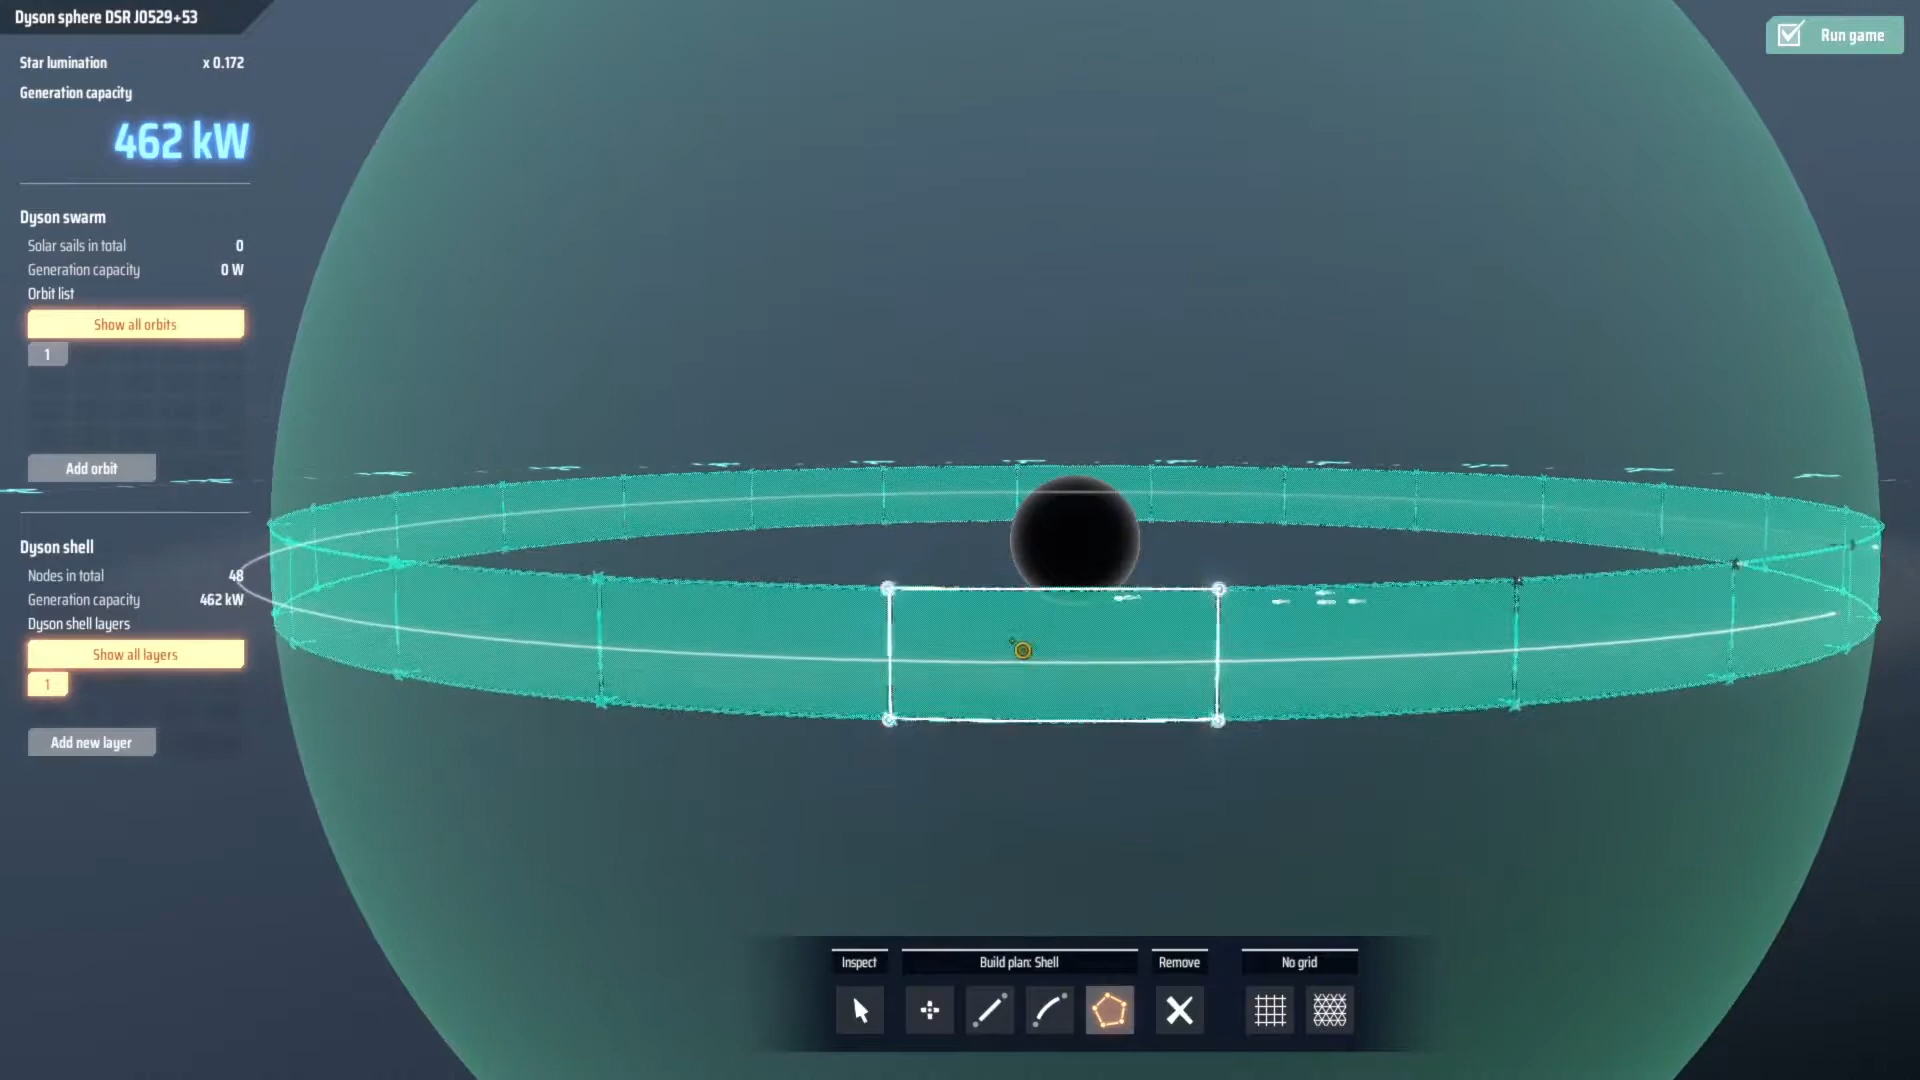 Dyson sphere DSR J0529+53
Run game
Star lumination x 0.172
Generation capacity
462 kW
Dyson swarm
Solar sails in total 0
Generation capacity 0 W
Orbit list
Show all orbits
1
Add orbit
Dyson shell
Nodes in total 48
Generation capacity 462 kW
Dyson shell layers
Show all layers
1
Add new layer
Inspect Build plan: Shell Remove No grid